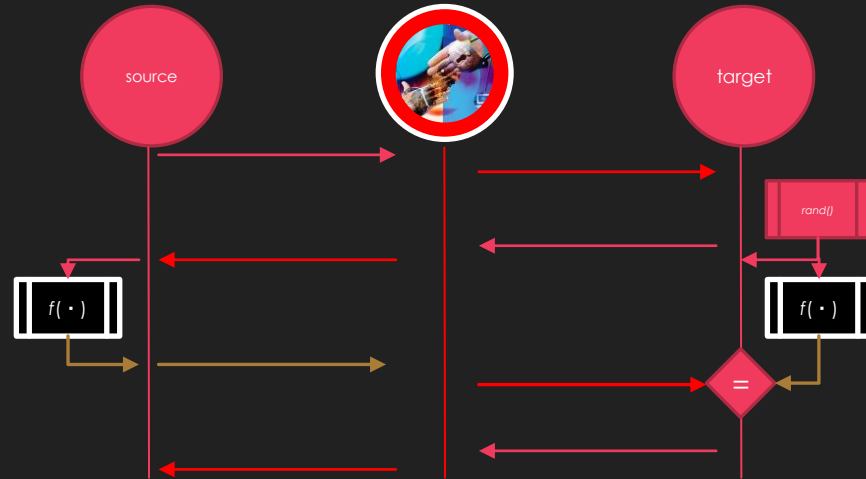 source
target
rand()
f( · )
f( · )
=